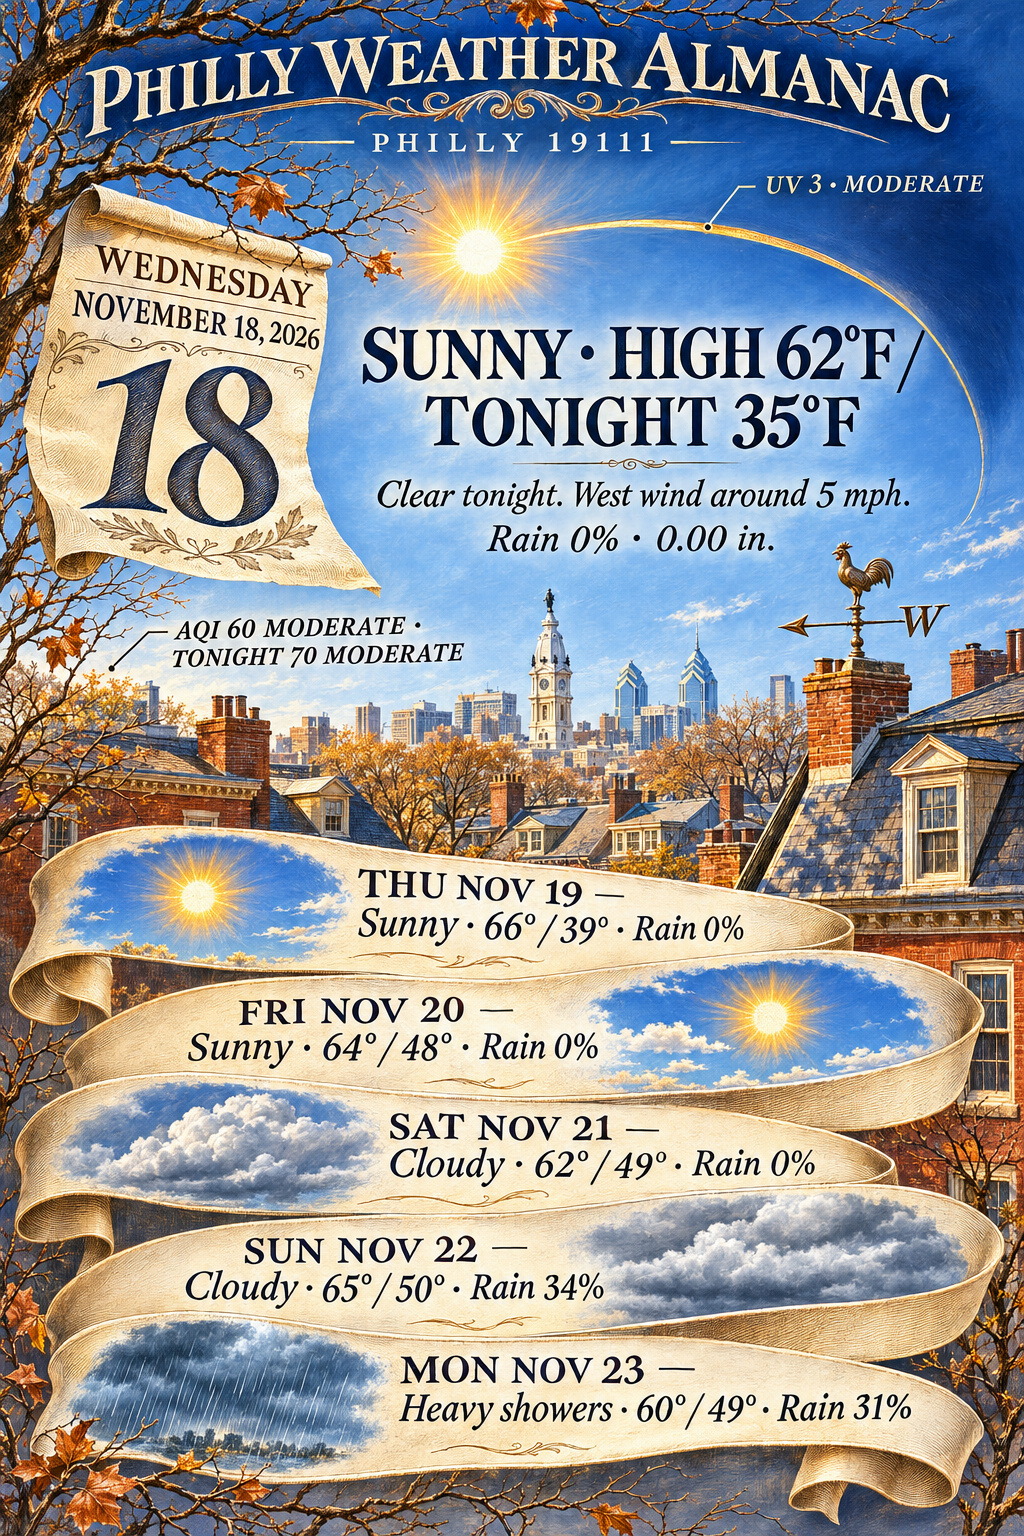 PHILLY WEATHER ALMANAC
PHILLY 19111
UV 3 • MODERATE
WEDNESDAY
NOVEMBER 18, 2026
18
SUNNY • HIGH 62°F /
TONIGHT 35°F
Clear tonight. West wind around 5 mph.
Rain 0% • 0.00 in.
AQI 60 MODERATE •
TONIGHT 70 MODERATE
W
THU NOV 19 —
Sunny • 66° / 39° • Rain 0%
FRI NOV 20 —
Sunny • 64° / 48° • Rain 0%
SAT NOV 21 —
Cloudy • 62° / 49° • Rain 0%
SUN NOV 22 —
Cloudy • 65° / 50° • Rain 34%
MON NOV 23 —
Heavy showers • 60° / 49° • Rain 31%